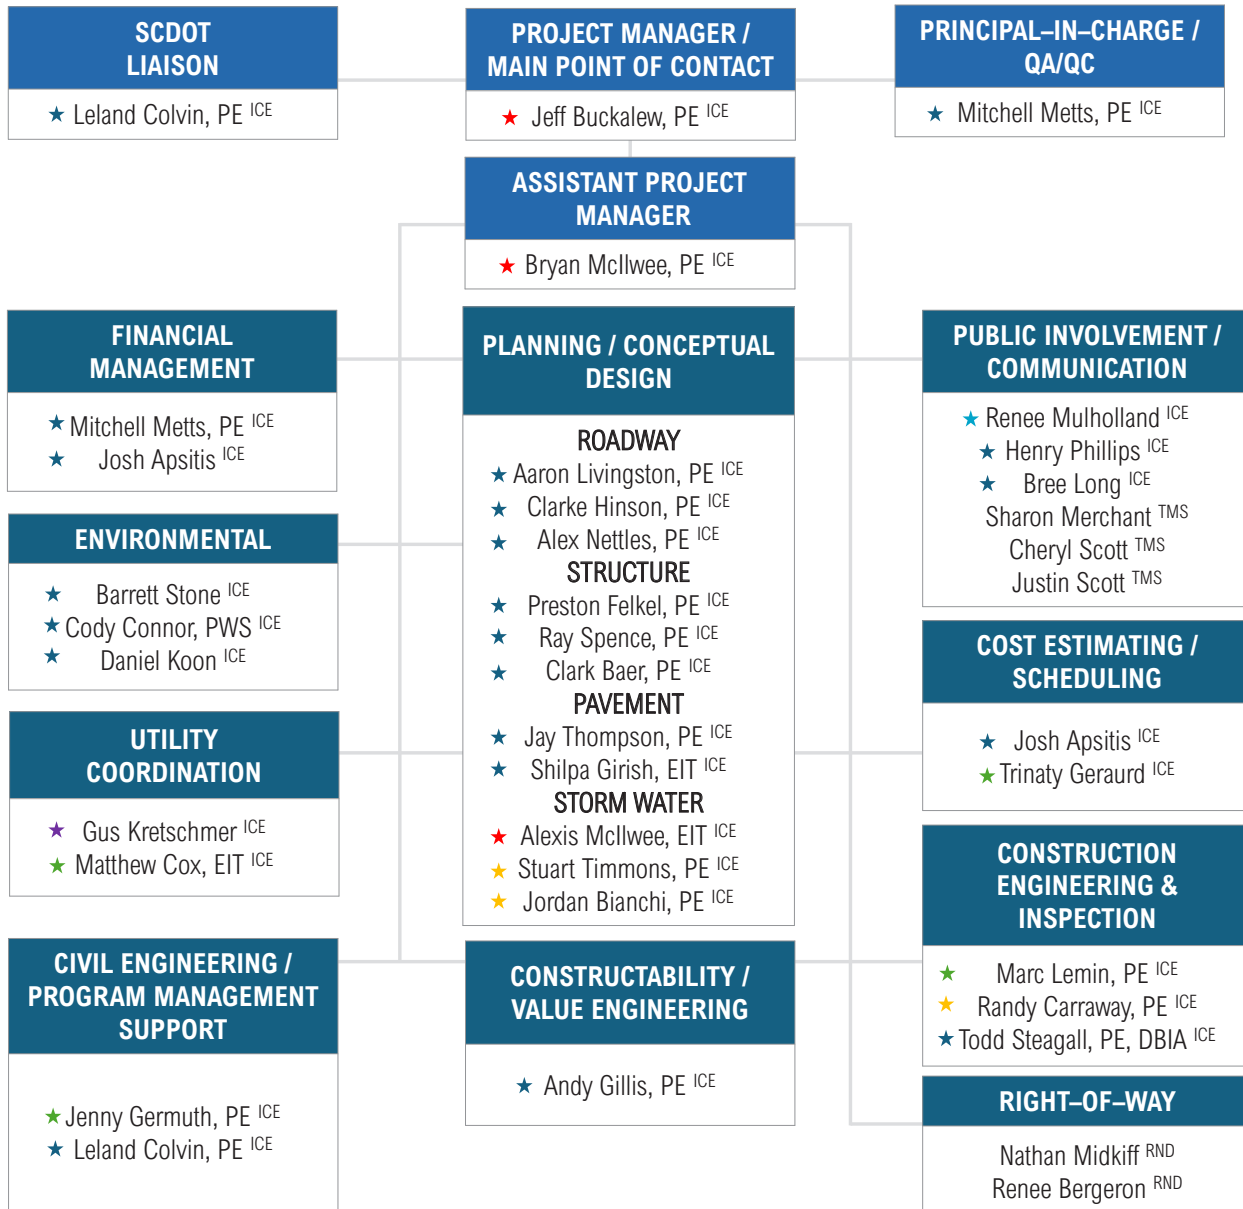 SCDOT
LIAISON
★ Leland Colvin, PE ICE
PROJECT MANAGER /
MAIN POINT OF CONTACT
★ Jeff Buckalew, PE ICE
PRINCIPAL–IN–CHARGE /
QA/QC
★ Mitchell Metts, PE ICE
ASSISTANT PROJECT
MANAGER
★ Bryan McIlwee, PE ICE
FINANCIAL
MANAGEMENT
★ Mitchell Metts, PE ICE
★ Josh Apsitis ICE
ENVIRONMENTAL
★ Barrett Stone ICE
★ Cody Connor, PWS ICE
★ Daniel Koon ICE
UTILITY
COORDINATION
★ Gus Kretschmer ICE
★ Matthew Cox, EIT ICE
CIVIL ENGINEERING /
PROGRAM MANAGEMENT
SUPPORT
★ Jenny Germuth, PE ICE
★ Leland Colvin, PE ICE
PLANNING / CONCEPTUAL
DESIGN
ROADWAY
★ Aaron Livingston, PE ICE
★ Clarke Hinson, PE ICE
★ Alex Nettles, PE ICE
STRUCTURE
★ Preston Felkel, PE ICE
★ Ray Spence, PE ICE
★ Clark Baer, PE ICE
PAVEMENT
★ Jay Thompson, PE ICE
★ Shilpa Girish, EIT ICE
STORM WATER
★ Alexis McIlwee, EIT ICE
★ Stuart Timmons, PE ICE
★ Jordan Bianchi, PE ICE
CONSTRUCTABILITY /
VALUE ENGINEERING
★ Andy Gillis, PE ICE
PUBLIC INVOLVEMENT /
COMMUNICATION
★ Renee Mulholland ICE
★ Henry Phillips ICE
★ Bree Long ICE
Sharon Merchant TMS
Cheryl Scott TMS
Justin Scott TMS
COST ESTIMATING /
SCHEDULING
★ Josh Apsitis ICE
★ Trinaty Geraurd ICE
CONSTRUCTION
ENGINEERING &
INSPECTION
★ Marc Lemin, PE ICE
★ Randy Carraway, PE ICE
★ Todd Steagall, PE, DBIA ICE
RIGHT–OF–WAY
Nathan Midkiff RND
Renee Bergeron RND